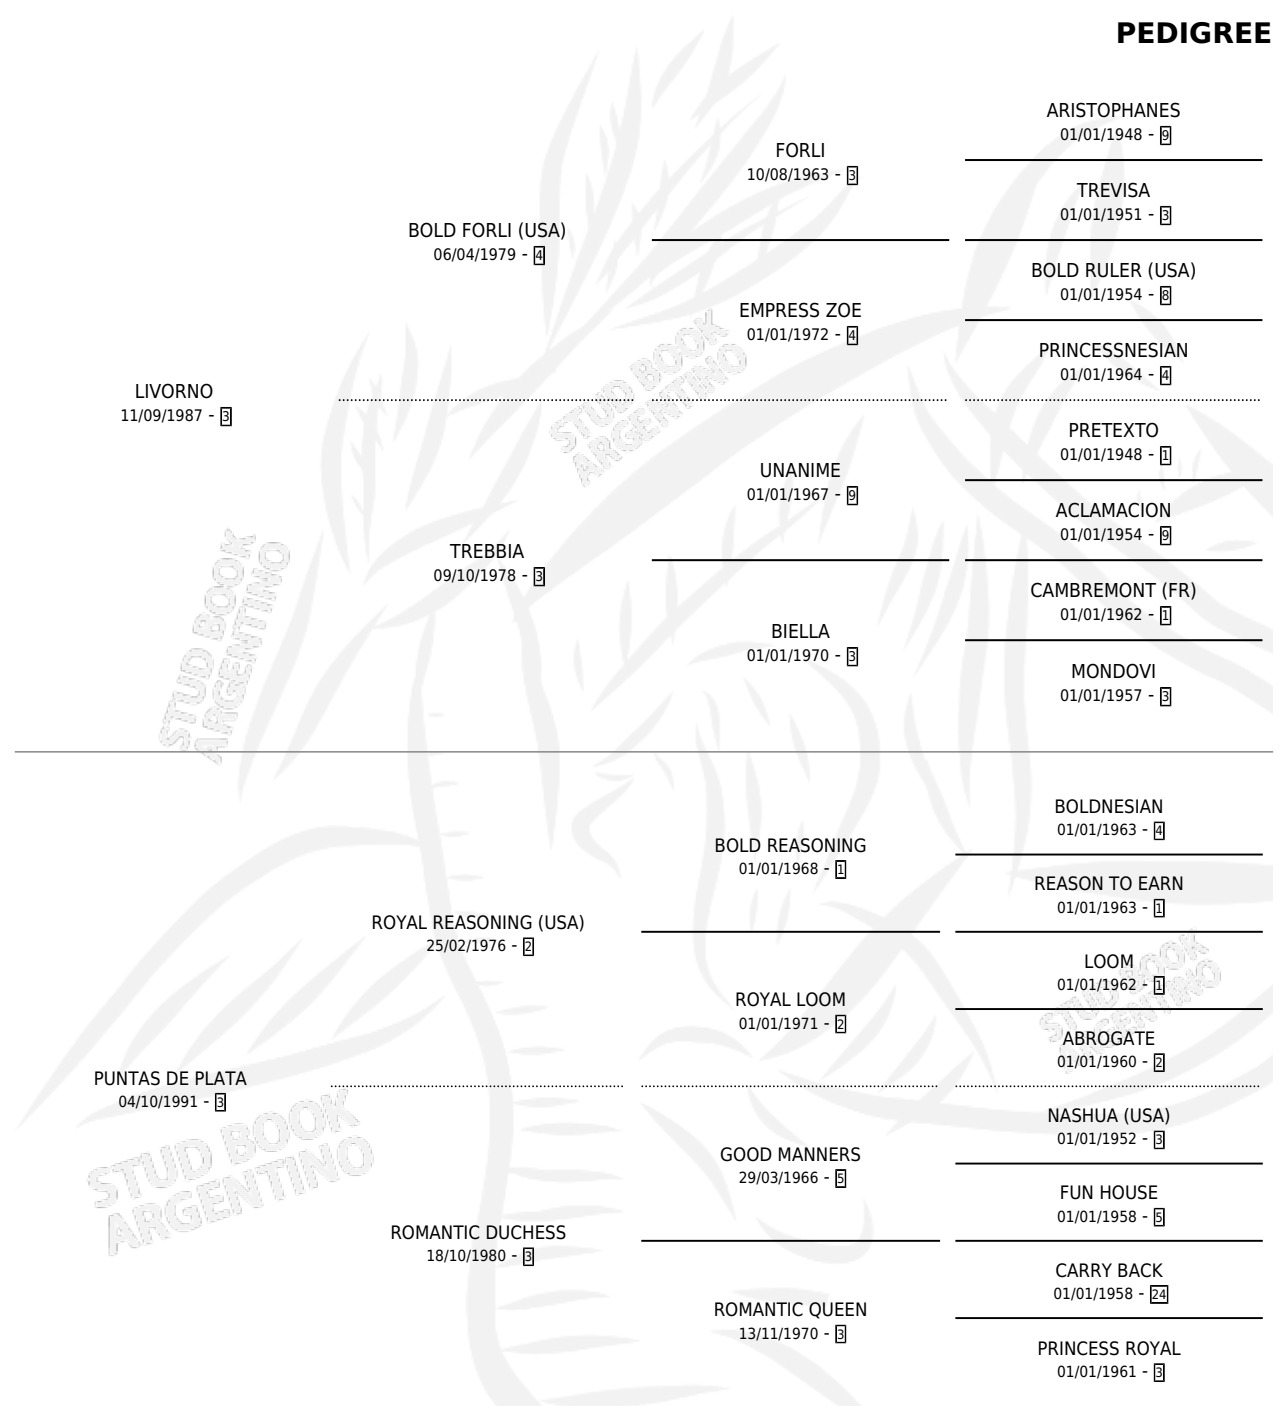 PEDIGREE
ARISTOPHANES
01/01/1948 - 9
FORLI
10/08/1963 - 3
TREVISA
01/01/1951 - 3
BOLD FORLI (USA)
06/04/1979 - 4
BOLD RULER (USA)
01/01/1954 - 8
EMPRESS ZOE
01/01/1972 - 4
PRINCESSNESIAN
01/01/1964 - 4
LIVORNO
11/09/1987 - 3
PRETEXTO
01/01/1948 - 1
UNANIME
01/01/1967 - 9
ACLAMACION
01/01/1954 - 9
TREBBIA
09/10/1978 - 3
CAMBREMONT (FR)
01/01/1962 - 1
BIELLA
01/01/1970 - 3
MONDOVI
01/01/1957 - 3
BOLDNESIAN
01/01/1963 - 4
BOLD REASONING
01/01/1968 - 1
REASON TO EARN
01/01/1963 - 1
ROYAL REASONING (USA)
25/02/1976 - 2
LOOM
01/01/1962 - 1
ROYAL LOOM
01/01/1971 - 2
ABROGATE
01/01/1960 - 2
PUNTAS DE PLATA
04/10/1991 - 3
NASHUA (USA)
01/01/1952 - 3
GOOD MANNERS
29/03/1966 - 5
FUN HOUSE
01/01/1958 - 5
ROMANTIC DUCHESS
18/10/1980 - 3
CARRY BACK
01/01/1958 - 24
ROMANTIC QUEEN
13/11/1970 - 3
PRINCESS ROYAL
01/01/1961 - 3
STUD BOOK
ARGENTINO
STUD BOOK
ARGENTINO
STUD BOOK
ARGENTINO
STUD BOOK
ARGENTINO